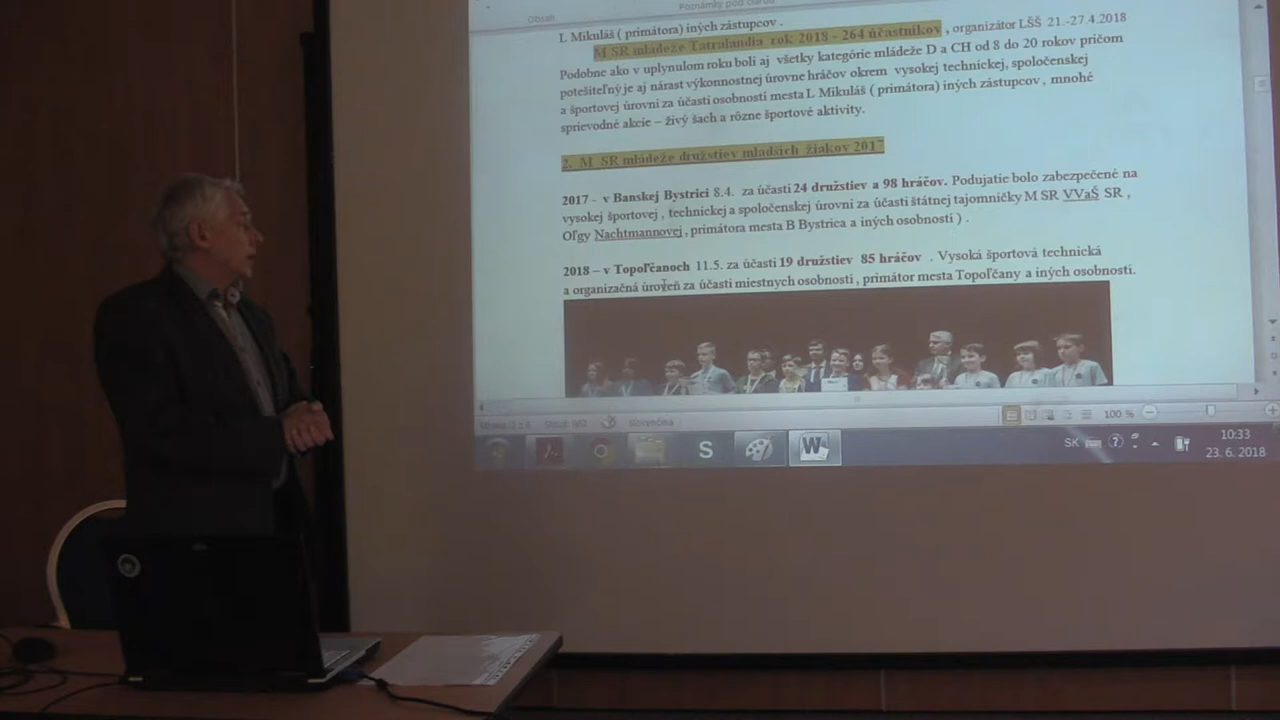 Poznámky pod čiarou
Obsah
L Mikuláš ( primátora) iných zástupcov .
M SR mládeže Tatralandia rok 2018 - 264 účastníkov , organizátor LŠŠ 21.-27.4.2018
Podobne ako v uplynulom roku boli aj všetky kategórie mládeže D a CH od 8 do 20 rokov pričom
potešiteľný je aj nárast výkonnostnej úrovne hráčov okrem vysokej technickej, spoločenskej
a športovej úrovni za účasti osobnosti mesta L Mikuláš ( primátora) iných zástupcov , mnohé
sprievodné akcie – živý šach a rôzne športové aktivity.
2. M SR mládeže družstiev mladších žiakov 2017
2017 - v Banskej Bystrici 8.4. za účasti 24 družstiev a 98 hráčov. Podujatie bolo zabezpečené na
vysokej športovej , technickej a spoločenskej úrovni za účasti štátnej tajomníčky M SR VVaŠ SR ,
Oľgy Nachtmannovej , primátora mesta B Bystrica a iných osobností ) .
2018 – v Topoľčanoch 11.5. za účasti 19 družstiev 85 hráčov . Vysoká športová technická
a organizačná úroveň za účasti miestnych osobností , primátor mesta Topoľčany a iných osobností.
slovenčina
100 %
S
W
SK
10:33
23. 6. 2018